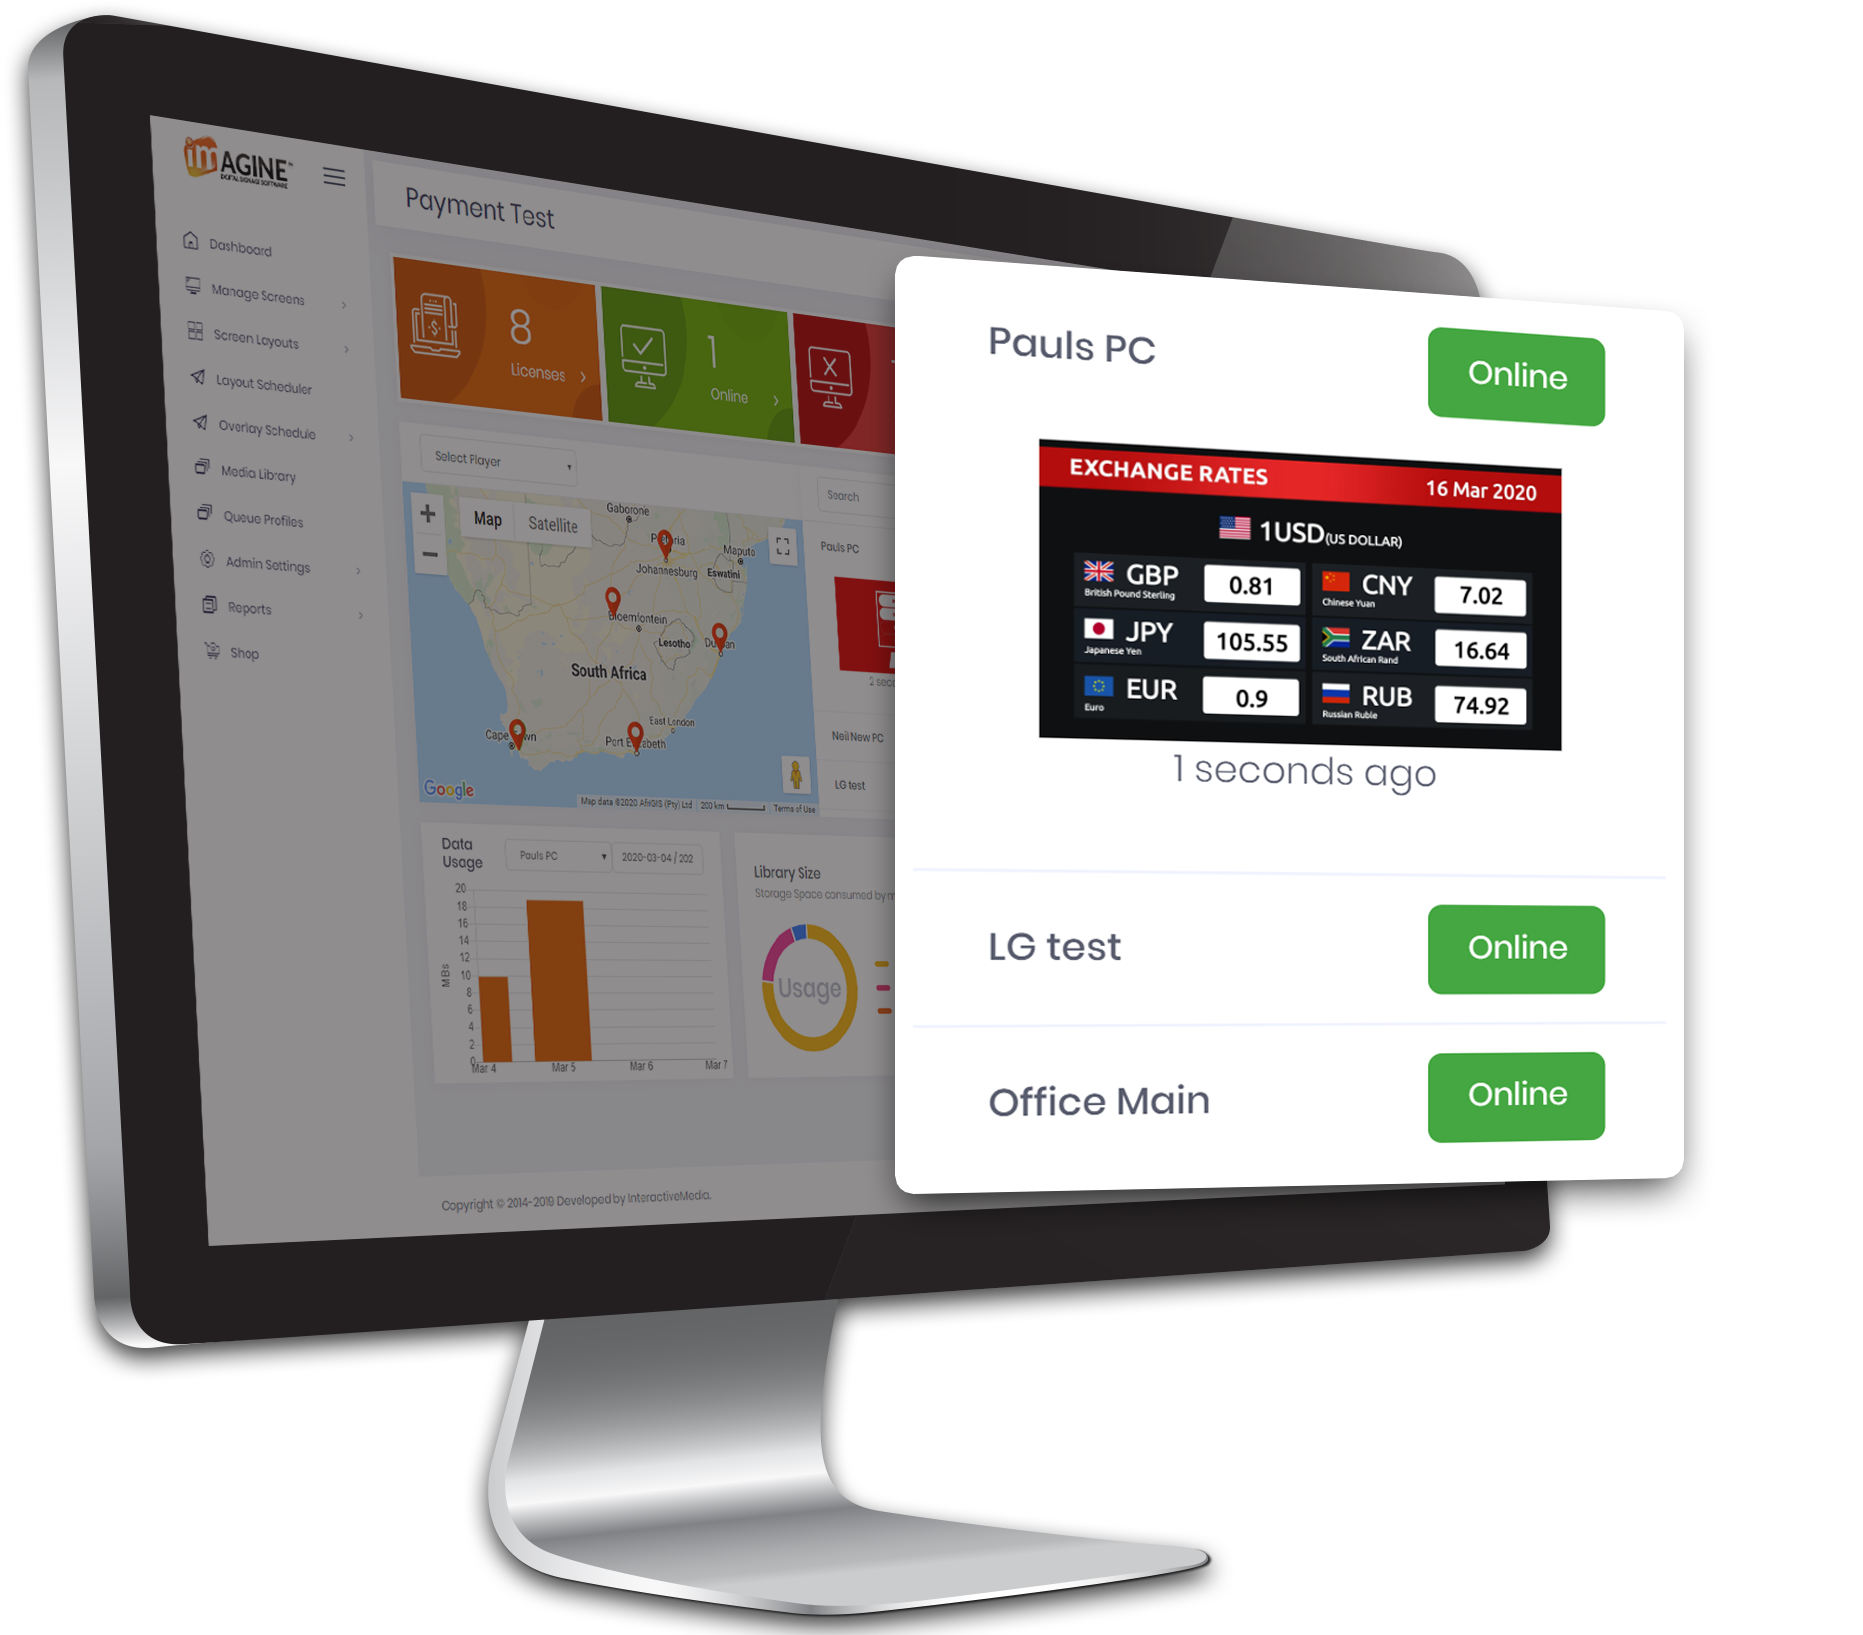 imAGINE
DIGITAL SIGNAGE SOFTWARE
Payment Test
Dashboard
Manage Screens
Screen Layouts
Layout Scheduler
Overlay Schedule
Media Library
Queue Profiles
Admin Settings
Reports
Shop
8
Licenses
1
Online
Select Player
Search
Map
Satellite
Gaborone
Maputo
Johannesburg
Eswatini
Bloemfontein
Lesotho
South Africa
East London
Google
Map data ©2020 AfriGIS (Pty) Ltd
200 km
Terms of Use
Pauls PC
Neil New PC
LG test
Data
Usage
Pauls PC
2020-03-04 / 202
20
18
16
14
12
10
8
6
4
2
0
MBs
Mar 4
Mar 5
Mar 6
Mar 7
Library Size
Storage Space consumed by m
Usage
Copyright © 2014-2019 Developed by InteractiveMedia.
Pauls PC
Online
EXCHANGE RATES
16 Mar 2020
1USD(US DOLLAR)
GBP
British Pound Sterling
0.81
CNY
Chinese Yuan
7.02
JPY
Japanese Yen
105.55
ZAR
South African Rand
16.64
EUR
Euro
0.9
RUB
Russian Ruble
74.92
1 seconds ago
LG test
Online
Office Main
Online